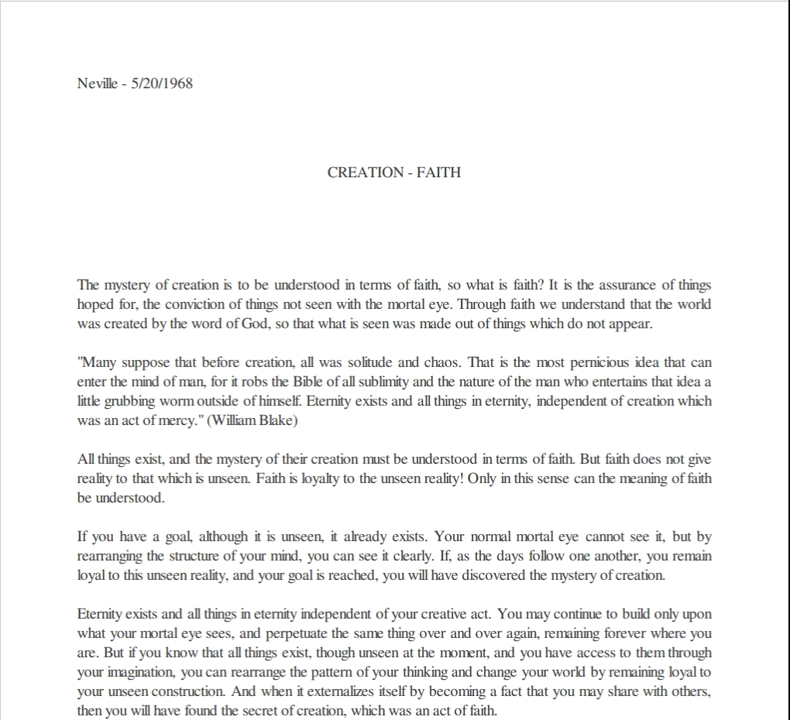 Neville - 5/20/1968
CREATION - FAITH
The mystery of creation is to be understood in terms of faith, so what is faith? It is the assurance of things
hoped for, the conviction of things not seen with the mortal eye. Through faith we understand that the world
was created by the word of God, so that what is seen was made out of things which do not appear.
"Many suppose that before creation, all was solitude and chaos. That is the most pernicious idea that can
enter the mind of man, for it robs the Bible of all sublimity and the nature of the man who entertains that idea a
little grubbing worm outside of himself. Eternity exists and all things in eternity, independent of creation which
was an act of mercy." (William Blake)
All things exist, and the mystery of their creation must be understood in terms of faith. But faith does not give
reality to that which is unseen. Faith is loyalty to the unseen reality! Only in this sense can the meaning of faith
be understood.
If you have a goal, although it is unseen, it already exists. Your normal mortal eye cannot see it, but by
rearranging the structure of your mind, you can see it clearly. If, as the days follow one another, you remain
loyal to this unseen reality, and your goal is reached, you will have discovered the mystery of creation.
Eternity exists and all things in eternity independent of your creative act. You may continue to build only upon
what your mortal eye sees, and perpetuate the same thing over and over again, remaining forever where you
are. But if you know that all things exist, though unseen at the moment, and you have access to them through
your imagination, you can rearrange the pattern of your thinking and change your world by remaining loyal to
your unseen construction. And when it externalizes itself by becoming a fact that you may share with others,
then you will have found the secret of creation, which was an act of faith.